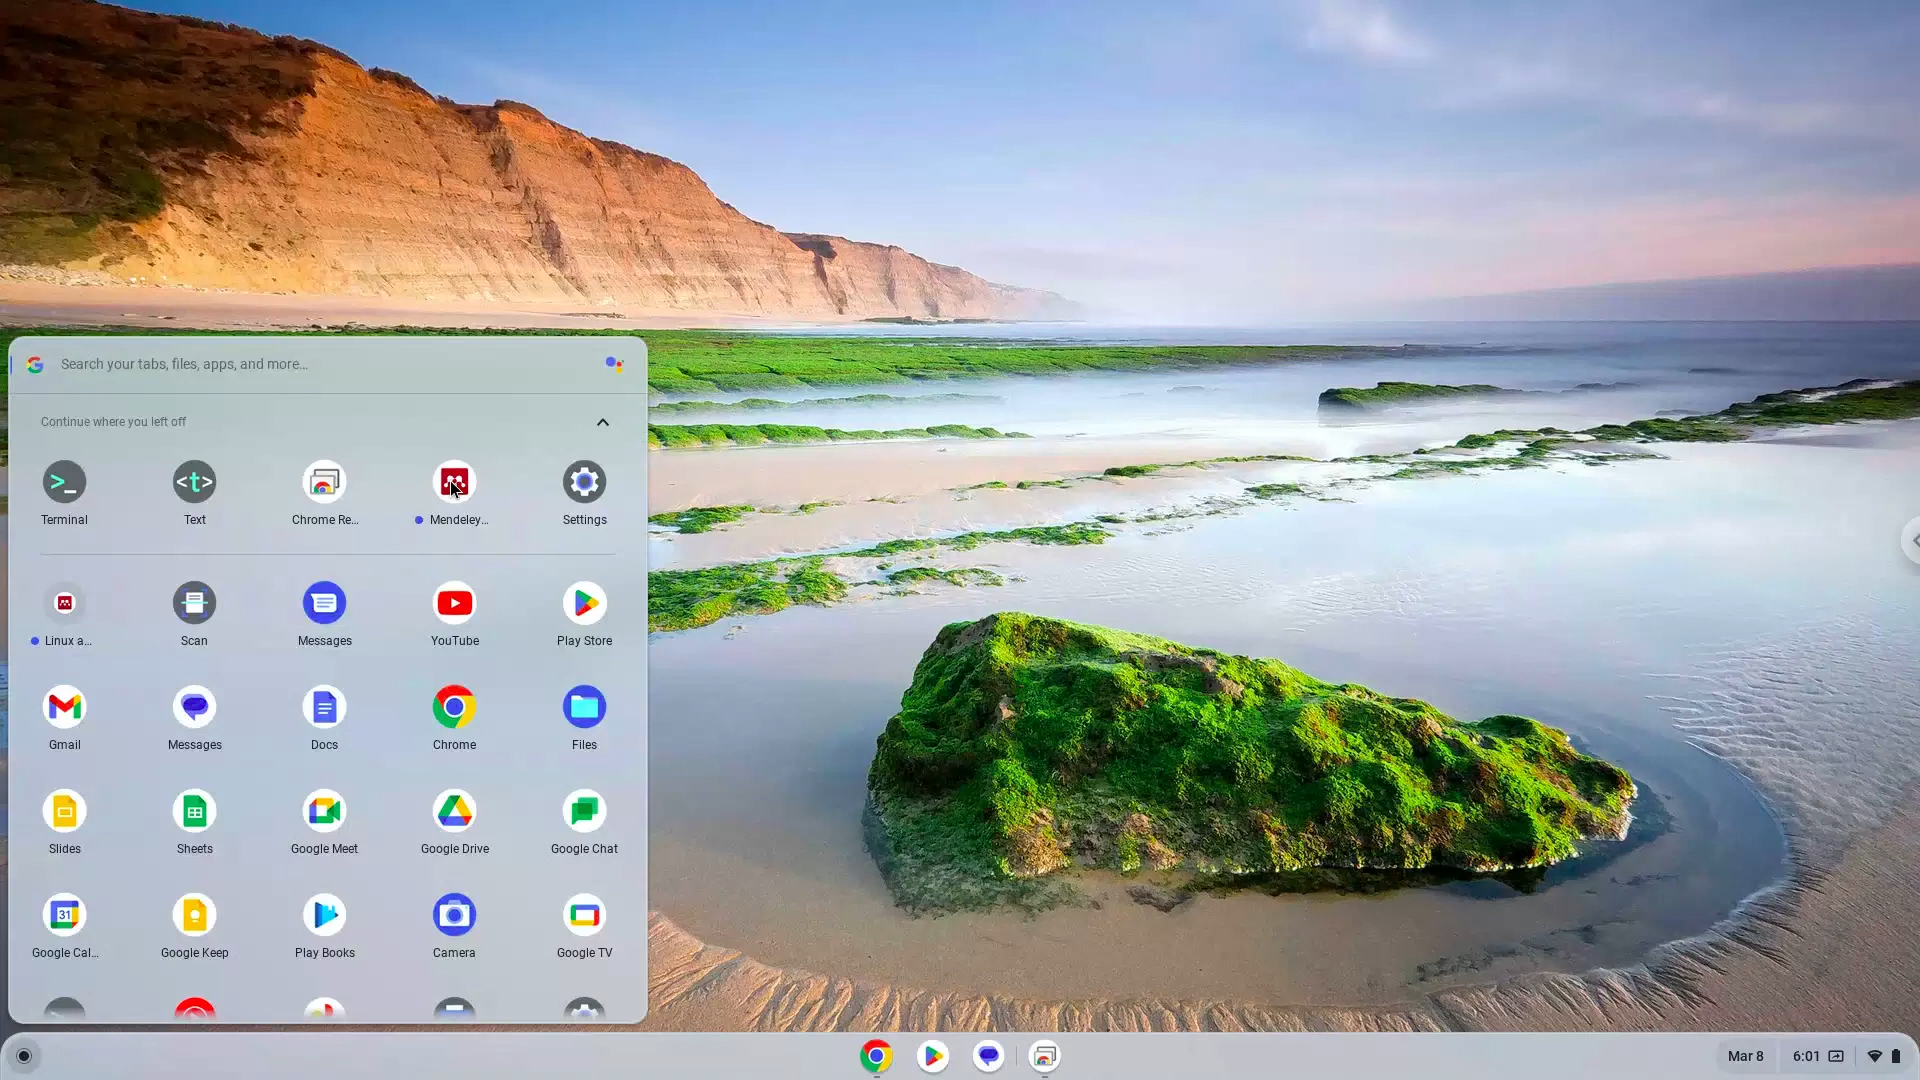 Search your tabs, files, apps, and more...
Continue where you left off
>_
<t>
Terminal
Text
Chrome Re...
Mendeley...
Settings
Linux a...
Scan
Messages
YouTube
Play Store
Gmail
Messages
Docs
Chrome
Files
Slides
Sheets
Google Meet
Google Drive
Google Chat
31
Google Cal...
Google Keep
Play Books
Camera
Google TV
Mar 8
6:01